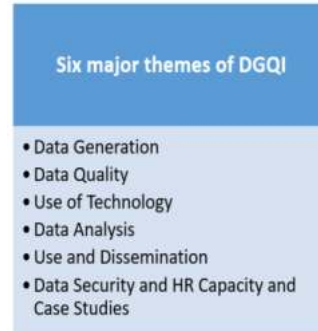 Six major themes of DGQI
• Data Generation
• Data Quality
• Use of Technology
• Data Analysis
• Use and Dissemination
• Data Security and HR Capacity and
Case Studies